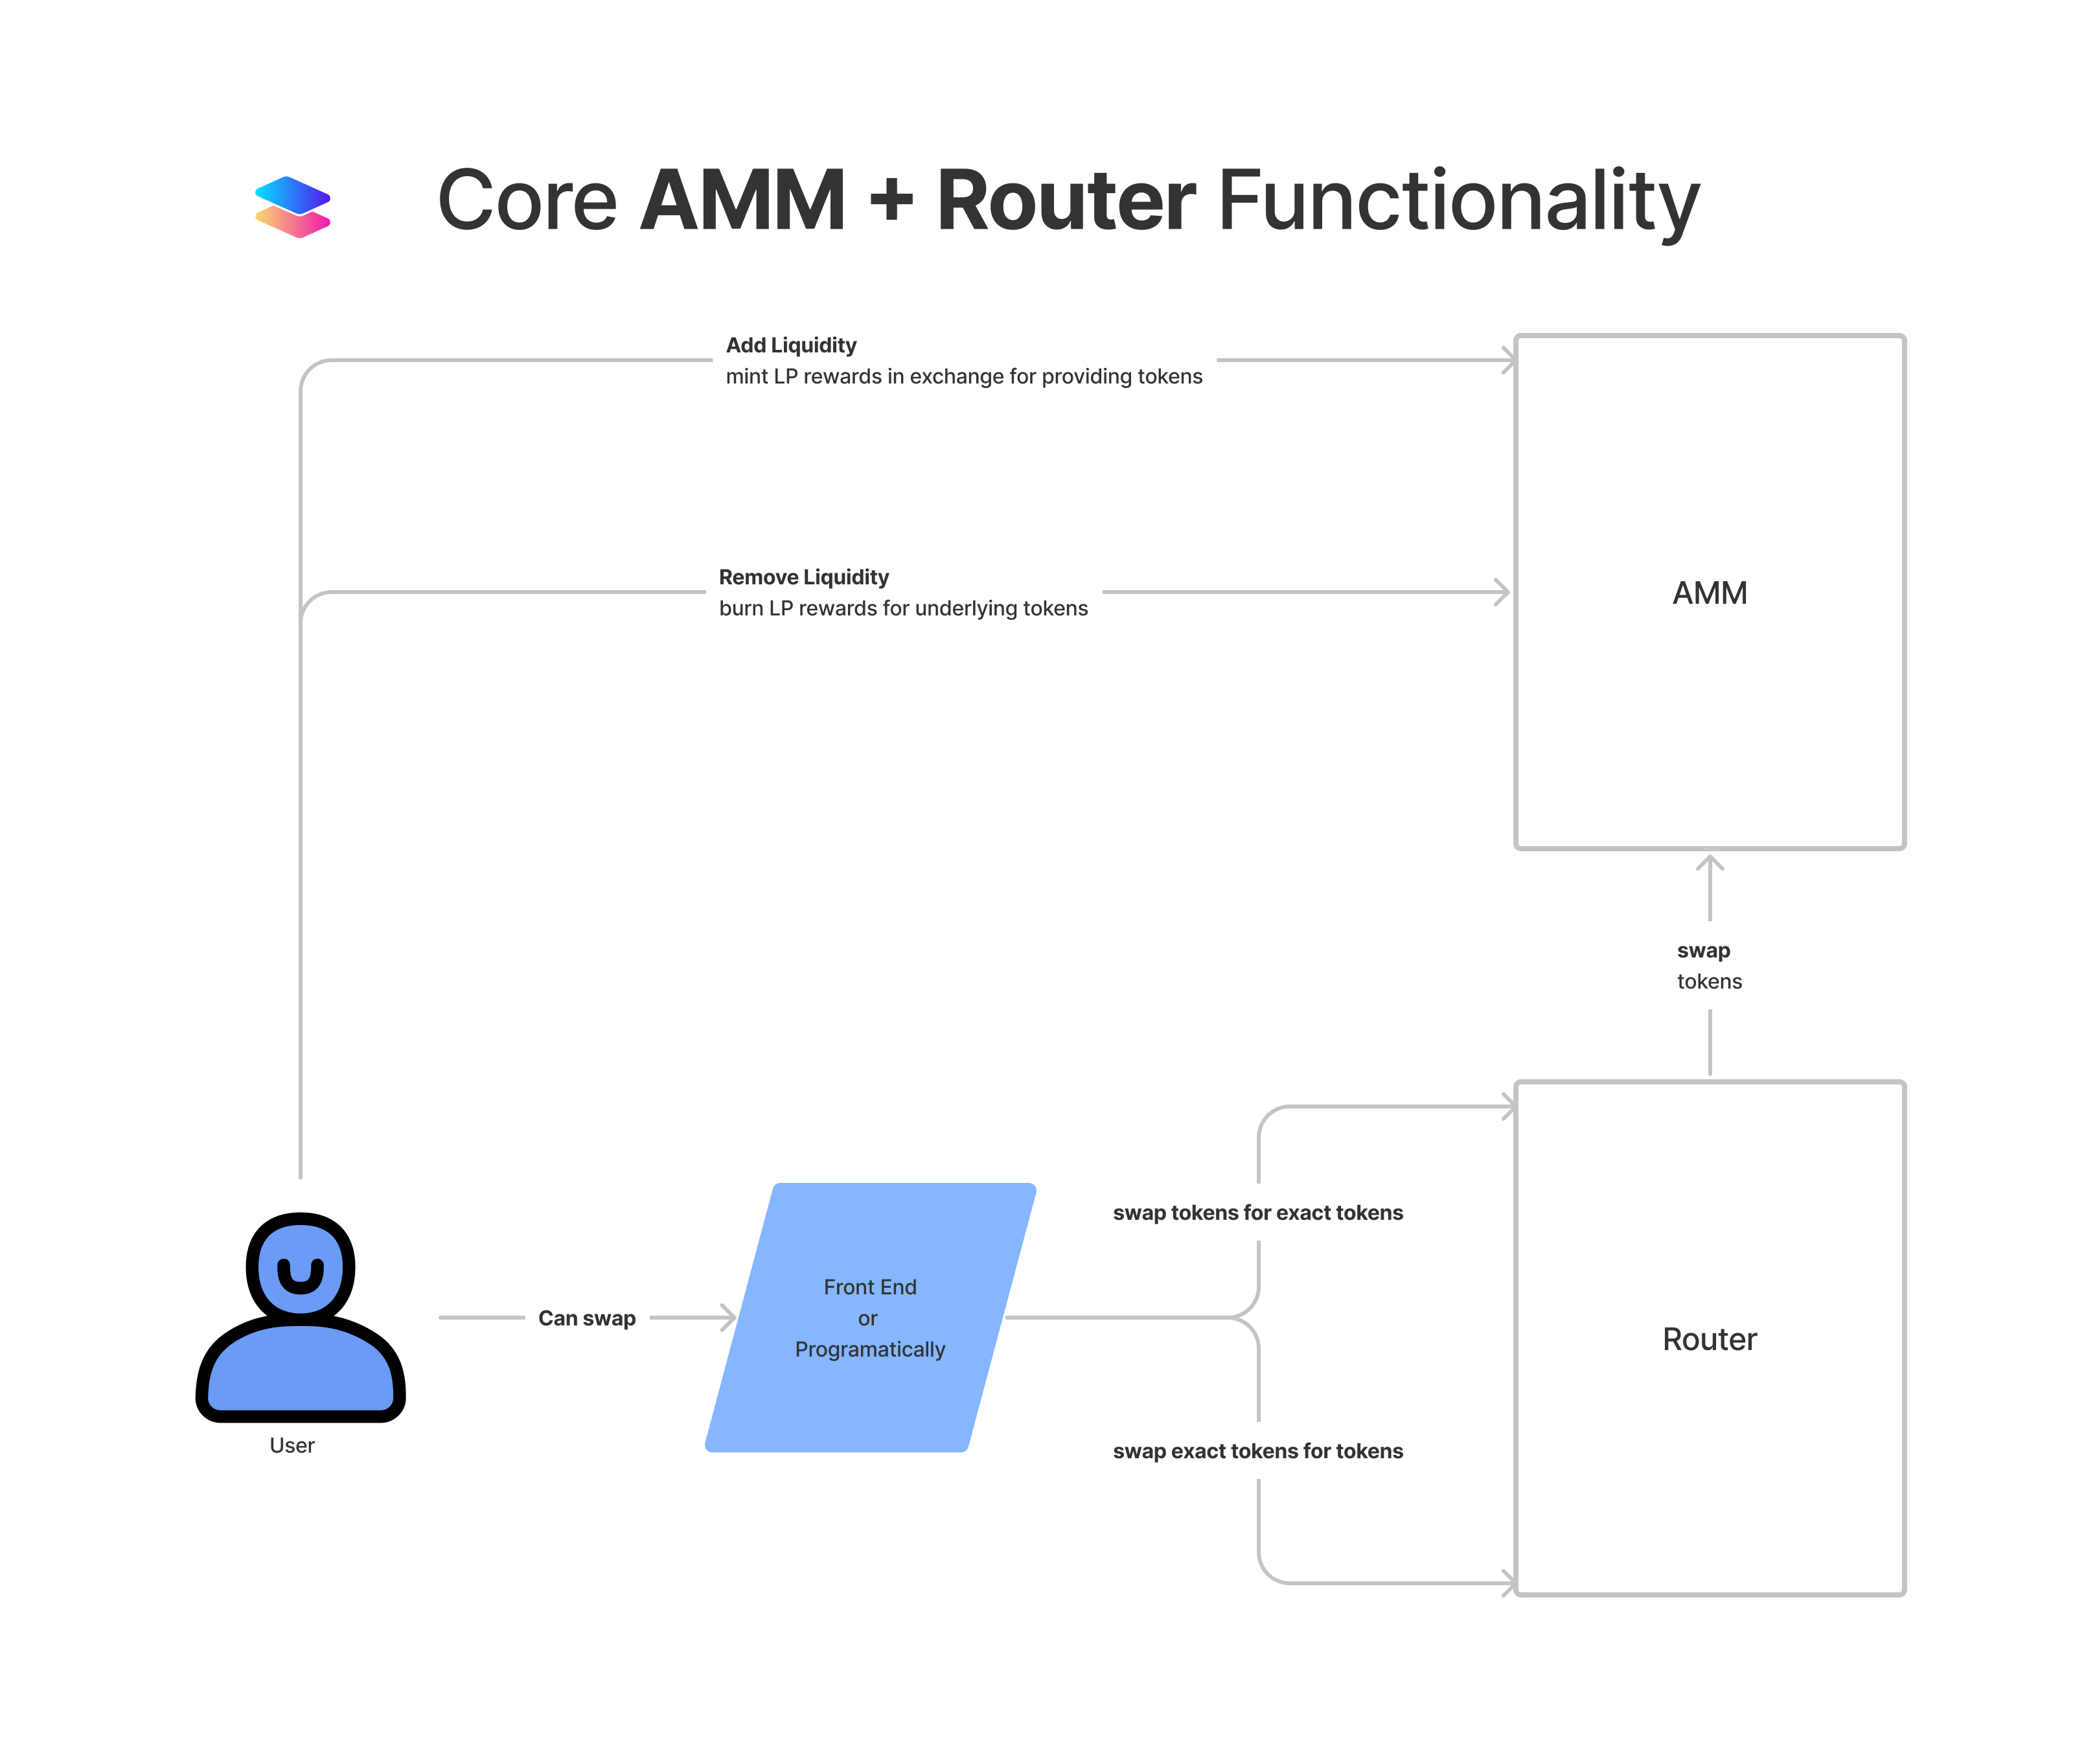 Core AMM + Router Functionality
Add Liquidity
mint LP rewards in exchange for providing tokens
Remove Liquidity
burn LP rewards for underlying tokens
AMM
swap
tokens
swap tokens for exact tokens
Front End
or
Programatically
Can swap
Router
User
swap exact tokens for tokens